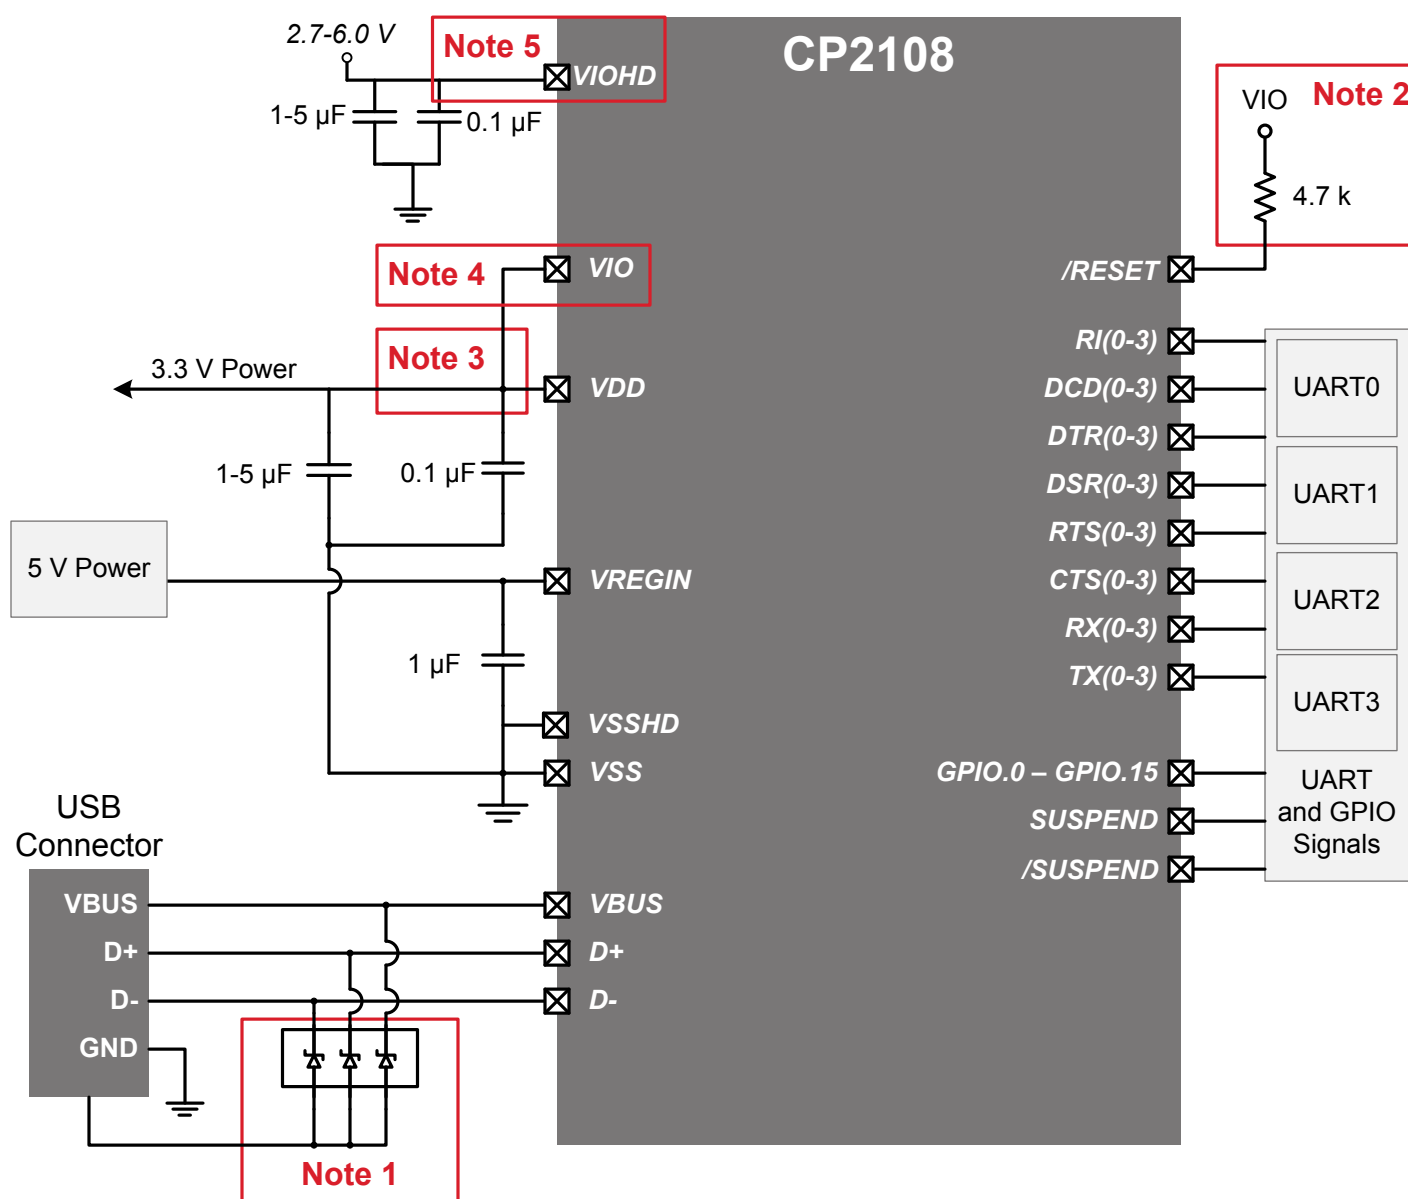 CP2108
2.7-6.0 V
Note 5
VIOHD
1-5 µF
0.1 µF
VIO
Note 2
4.7 k
Note 4
VIO
/RESET
Note 3
3.3 V Power
VDD
1-5 µF
0.1 µF
5 V Power
VREGIN
1 µF
VSSHD
VSS
RI(0-3)
DCD(0-3)
DTR(0-3)
DSR(0-3)
RTS(0-3)
CTS(0-3)
RX(0-3)
TX(0-3)
GPIO.0 – GPIO.15
SUSPEND
/SUSPEND
UART0
UART1
UART2
UART3
UART
and GPIO
Signals
USB
Connector
VBUS
D+
D-
GND
VBUS
D+
D-
Note 1